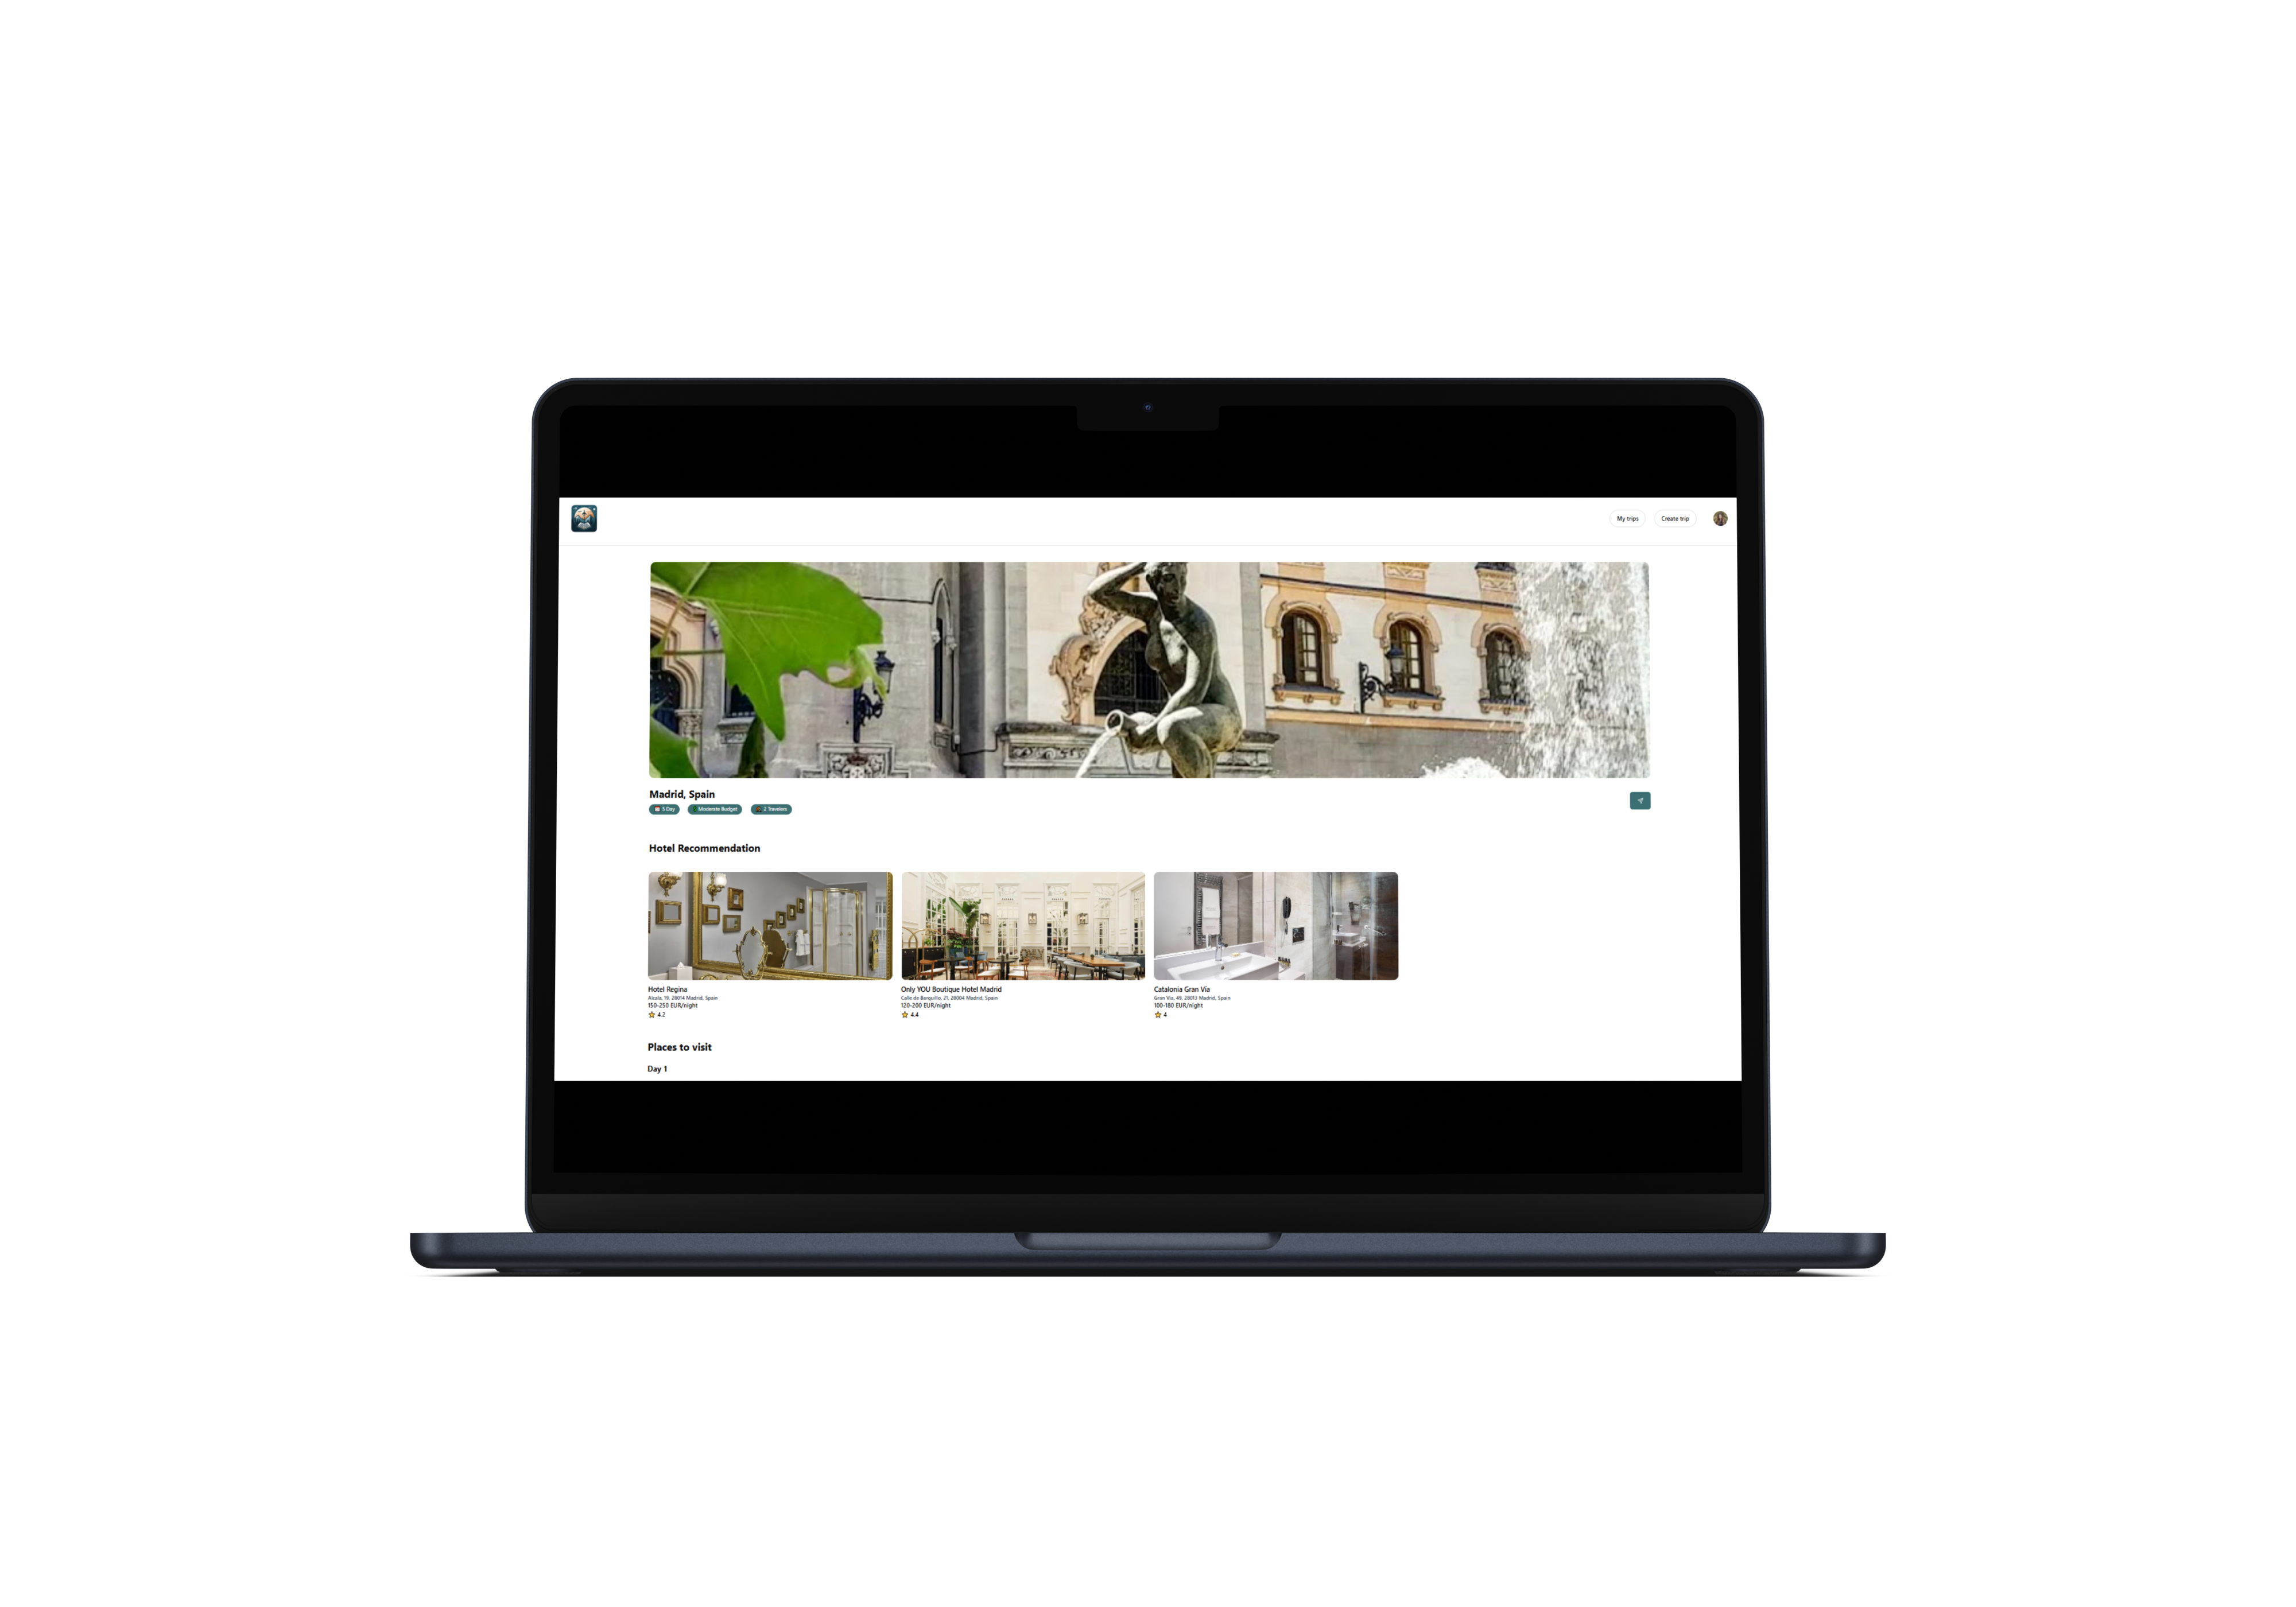 My trips
Create trip
Madrid, Spain
5 Day
Moderate Budget
2 Travelers
Hotel Recommendation
Hotel Regina
Alcala, 19, 28014 Madrid, Spain
150-250 EUR/night
4.2
Only YOU Boutique Hotel Madrid
Calle de Barquillo, 21, 28004 Madrid, Spain
120-200 EUR/night
4.4
Catalonia Gran Vía
Gran Vía, 49, 28013 Madrid, Spain
100-180 EUR/night
4
Places to visit
Day 1